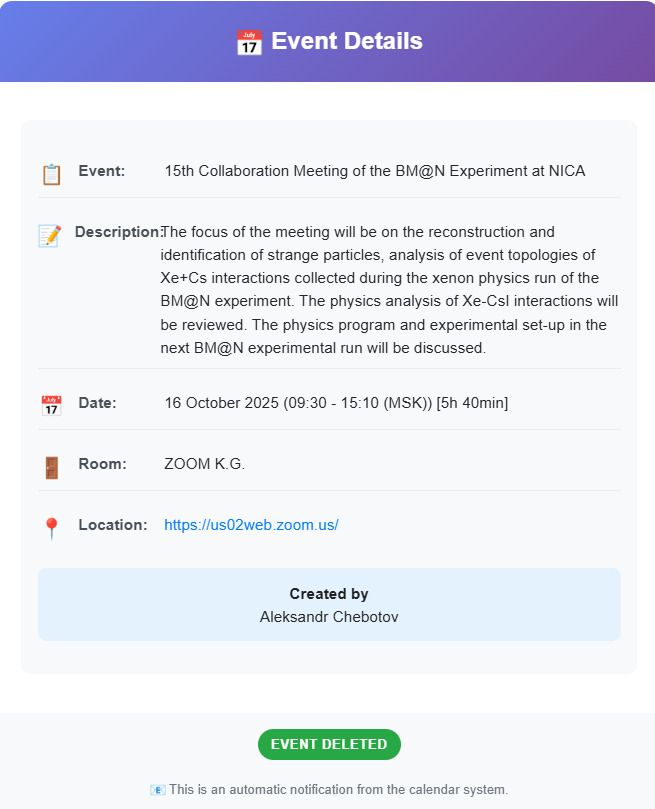 July
17
Event Details
Event: 15th Collaboration Meeting of the BM@N Experiment at NICA
Description: The focus of the meeting will be on the reconstruction and
identification of strange particles, analysis of event topologies of
Xe+Cs interactions collected during the xenon physics run of the
BM@N experiment. The physics analysis of Xe-CsI interactions will
be reviewed. The physics program and experimental set-up in the
next BM@N experimental run will be discussed.
July
17
Date: 16 October 2025 (09:30 - 15:10 (MSK)) [5h 40min]
Room: ZOOM K.G.
Location: https://us02web.zoom.us/
Created by
Aleksandr Chebotov
EVENT DELETED
This is an automatic notification from the calendar system.